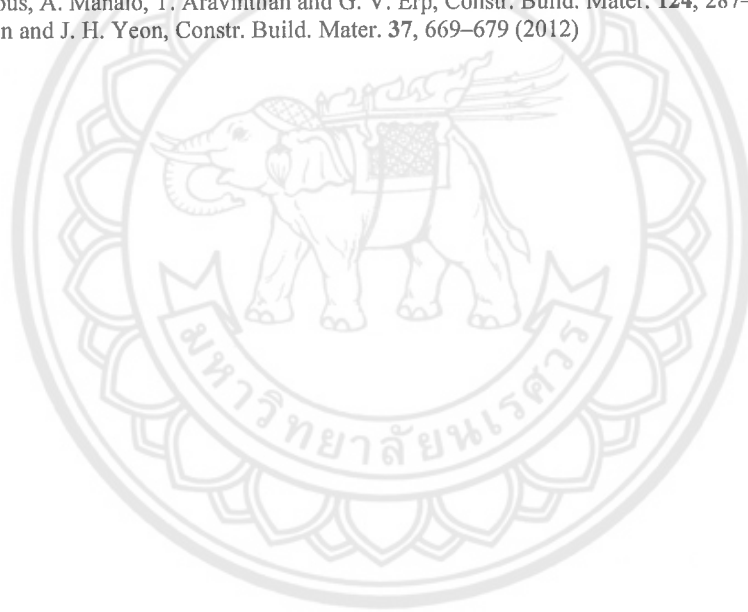 A. Manalo, T. Aravinthan and G. V. Erp, Constr. Build. Mater. 124, 287–
and J. H. Yeon, Constr. Build. Mater. 37, 669–679 (2012)
มหาวิทยาลัยนเรศวร